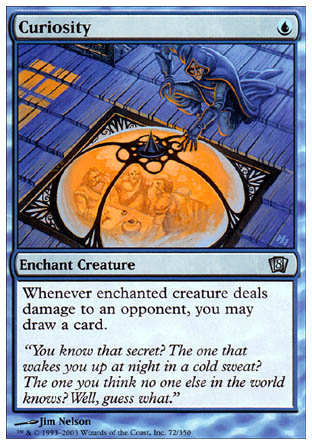 Curiosity
Enchant Creature
8
Whenever enchanted creature deals
damage to an opponent, you may
draw a card.
“You know that secret? The one that
wakes you up at night in a cold sweat?
The one you think no one else in the world
knows? Well, guess what.”
Jim Nelson
™ & © 1993–2003 Wizards of the Coast, Inc. 72/350